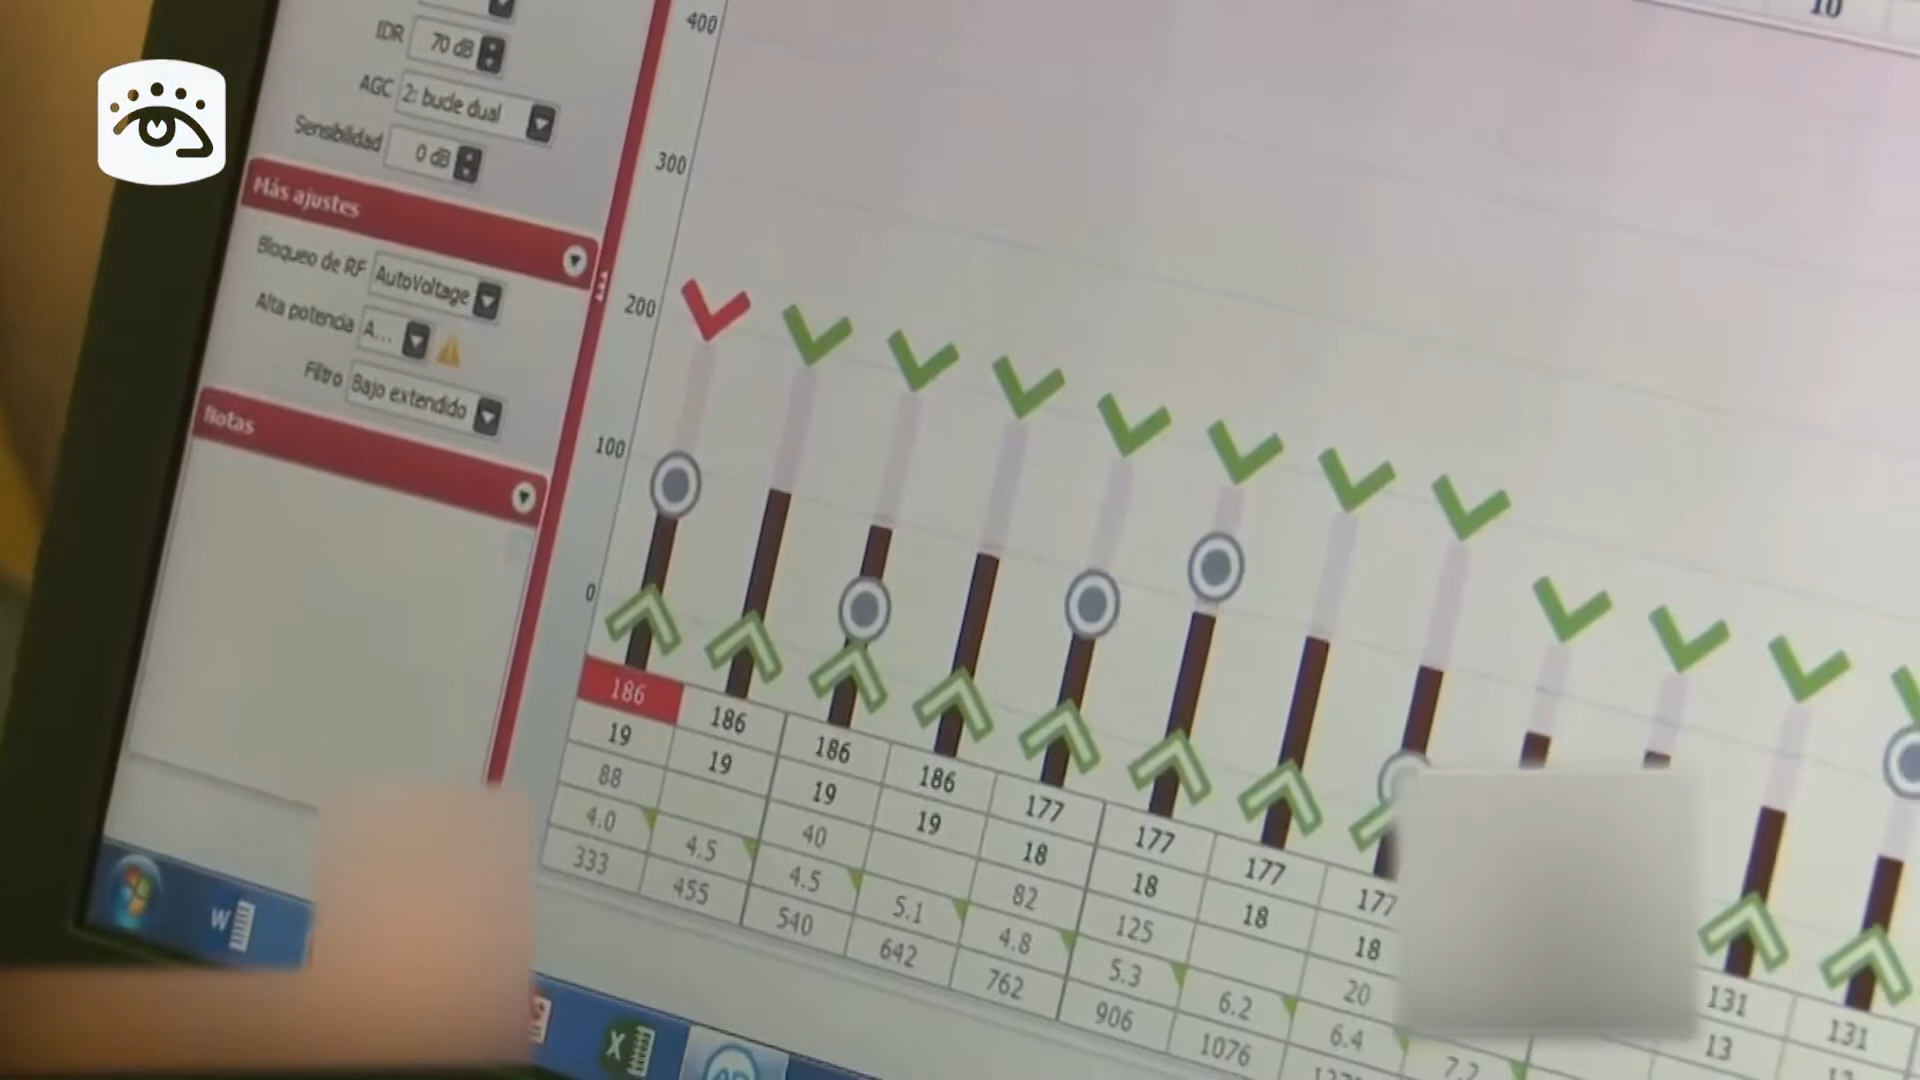 IDR 70 dB
AGC 2: bucle dual
Sensibilidad 0 dB
Más ajustes
Bloqueo de RF AutoVoltage
Alta potencia A...
Filtro Bajo extendido
Notas
10
400
300
200
100
0
186 186 186 186 177 177 177 177 131 131
19 19 19 19 18 18 18 18 13
88 40 82 125 20
4.0 4.5 4.5 5.1 4.8 5.3 6.2 6.4 7.2
333 455 540 642 762 906 1076
W
X